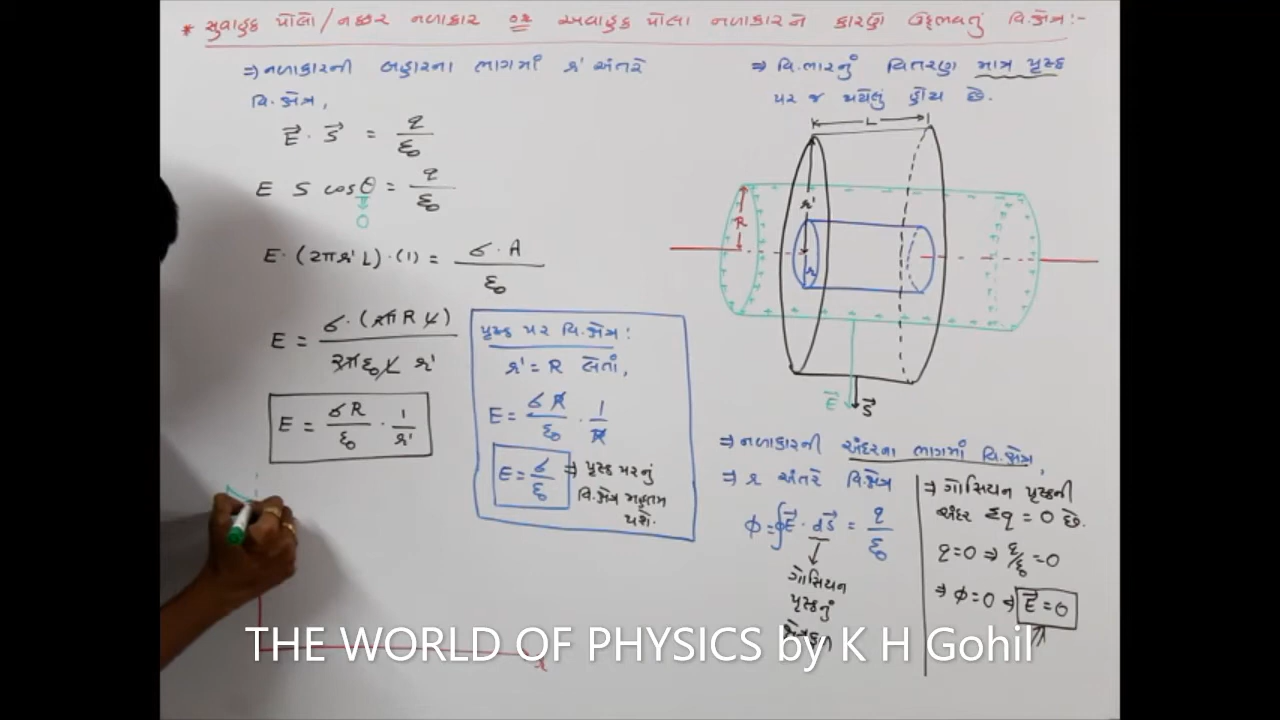 * સુવાહક પોલો/નક્કર નળાકાર or અવાહક પોલા નળાકારને કારણે ઉદ્ભવતું વિ.ક્ષેત્ર:-
⇒ નળાકારની બહારના ભાગમાં r' અંતરે
વિ.ક્ષેત્ર,
E⃗ · S⃗ = q/ε₀
E S cosθ = q/ε₀
↓
0
E · (2πr'L) · (1) = σ·A/ε₀
E = σ·(2πRL)/2πε₀L r'
E = σR/ε₀ · 1/r'
પૃષ્ઠ પર વિ.ક્ષેત્ર:
r' = R લેતાં,
E = σR/ε₀ · 1/R
E = σ/ε₀ ⇒ પૃષ્ઠ પરનું
વિ.ક્ષેત્ર મહત્તમ
થશે.
r
⇒ વિ.ભારનું વિતરણ માત્ર પૃષ્ઠ
પર જ થયેલું હોય છે.
L
r'
R
r
E⃗ S⃗
⇒ નળાકારની અંદરના ભાગમાં વિ.ક્ષેત્ર,
⇒ r અંતરે વિ.ક્ષેત્ર
φ = ∮E⃗ · dS⃗ = q/ε₀
↓
ગોસિયન
પૃષ્ઠનું
⇒ ગોસિયન પૃષ્ઠની
અંદર Σq = 0 છે.
q=0 ⇒ q/ε₀ = 0
⇒ φ=0 ⇒ E⃗ = 0
THE WORLD OF PHYSICS by K H Gohil